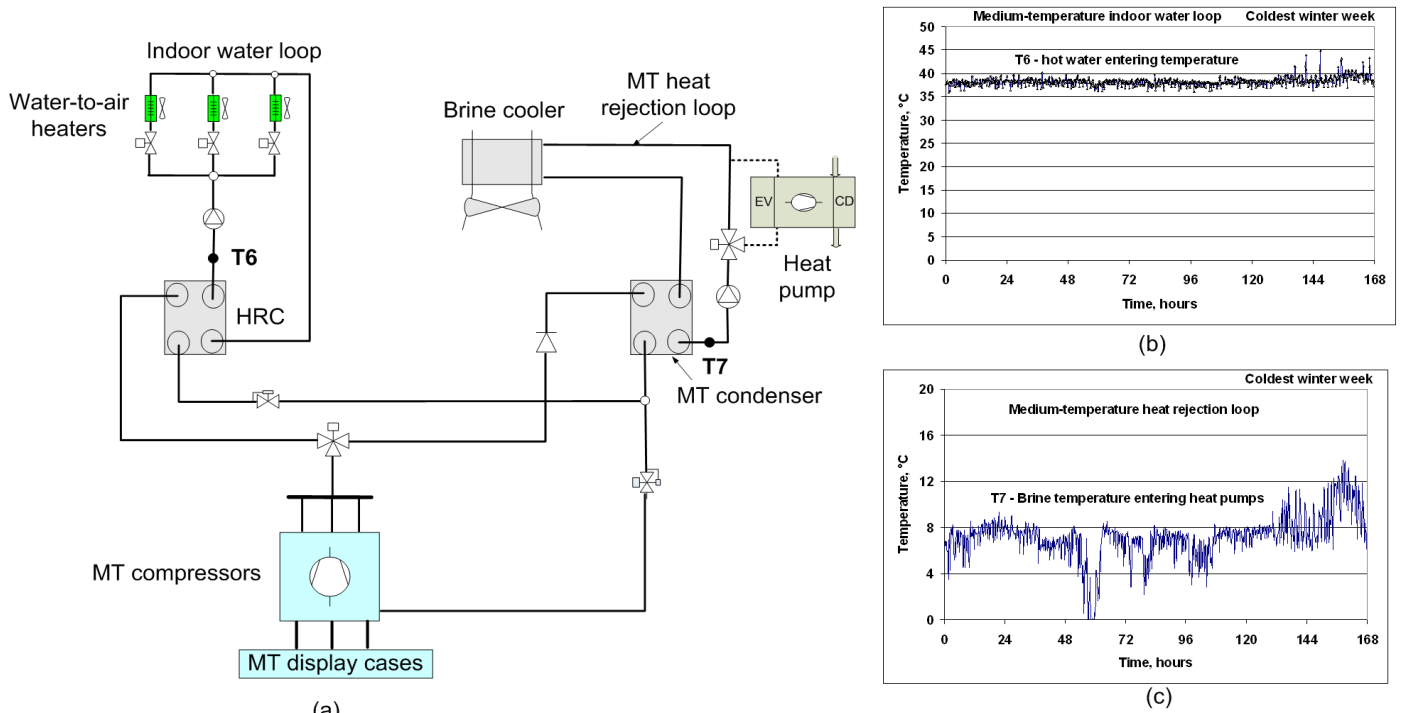 Indoor water loop
Water-to-air
heaters
T6
HRC
MT compressors
MT display cases
(a)
Brine cooler
MT heat
rejection loop
EV
CD
Heat
pump
T7
MT condenser
Medium-temperature indoor water loop
Coldest winter week
T6 - hot water entering temperature
Temperature, °C
50
45
40
35
30
25
20
15
10
5
0
0 24 48 72 96 120 144 168
Time, hours
(b)
Coldest winter week
Medium-temperature heat rejection loop
T7 - Brine temperature entering heat pumps
Temperature, °C
20
16
12
8
4
0
0 24 48 72 96 120 144 168
Time, hours
(c)